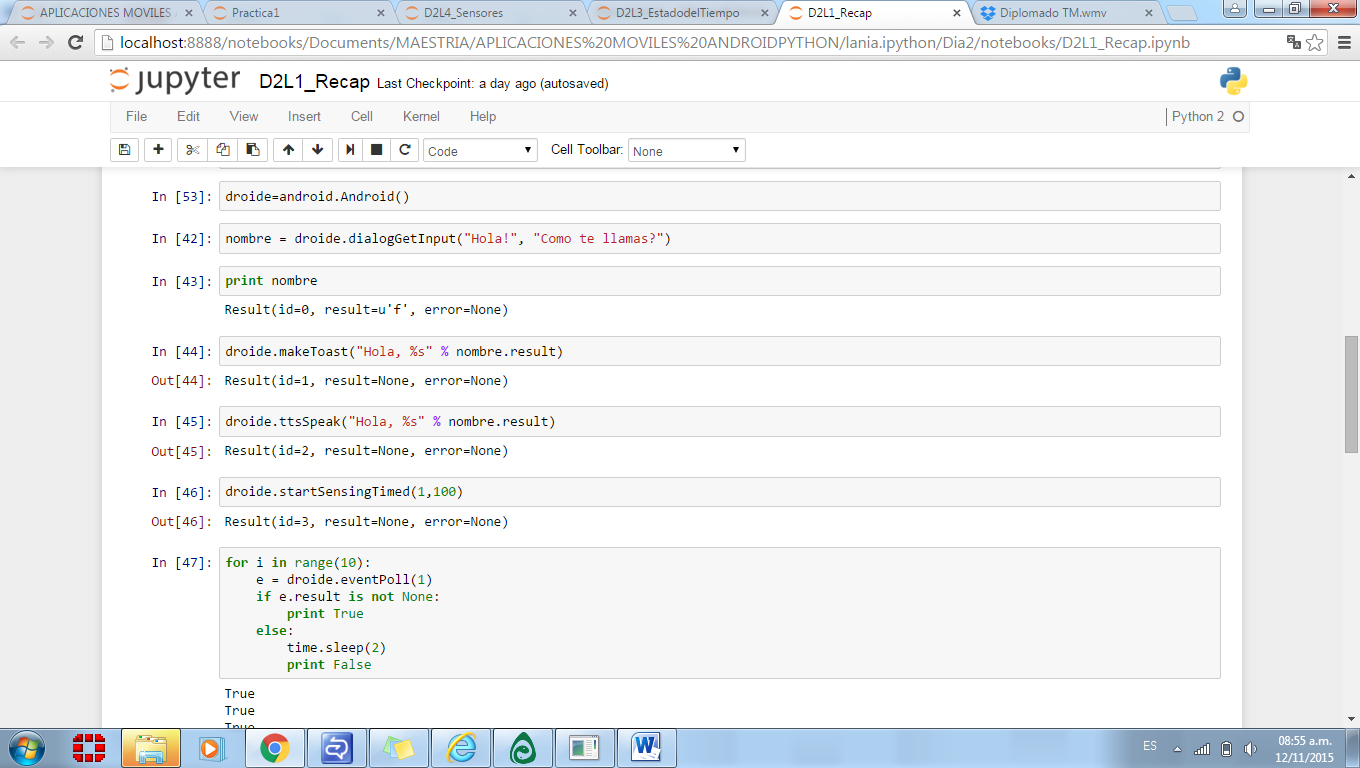 APLICACIONES MOVILES A
Practica1
D2L4_Sensores
D2L3_EstadodelTiempo
D2L1_Recap
Diplomado TM.wmv
localhost:8888/notebooks/Documents/MAESTRIA/APLICACIONES%20MOVILES%20ANDROIDPYTHON/lania.ipython/Dia2/notebooks/D2L1_Recap.ipynb
jupyter D2L1_Recap Last Checkpoint: a day ago (autosaved)
File Edit View Insert Cell Kernel Help Python 2
Code Cell Toolbar: None
In [53]: droide=android.Android()
In [42]: nombre = droide.dialogGetInput("Hola!", "Como te llamas?")
In [43]: print nombre
Result(id=0, result=u'f', error=None)
In [44]: droide.makeToast("Hola, %s" % nombre.result)
Out[44]: Result(id=1, result=None, error=None)
In [45]: droide.ttsSpeak("Hola, %s" % nombre.result)
Out[45]: Result(id=2, result=None, error=None)
In [46]: droide.startSensingTimed(1,100)
Out[46]: Result(id=3, result=None, error=None)
In [47]: for i in range(10):
    e = droide.eventPoll(1)
    if e.result is not None:
        print True
    else:
        time.sleep(2)
        print False
True
True
True
ES
08:55 a.m.
12/11/2015